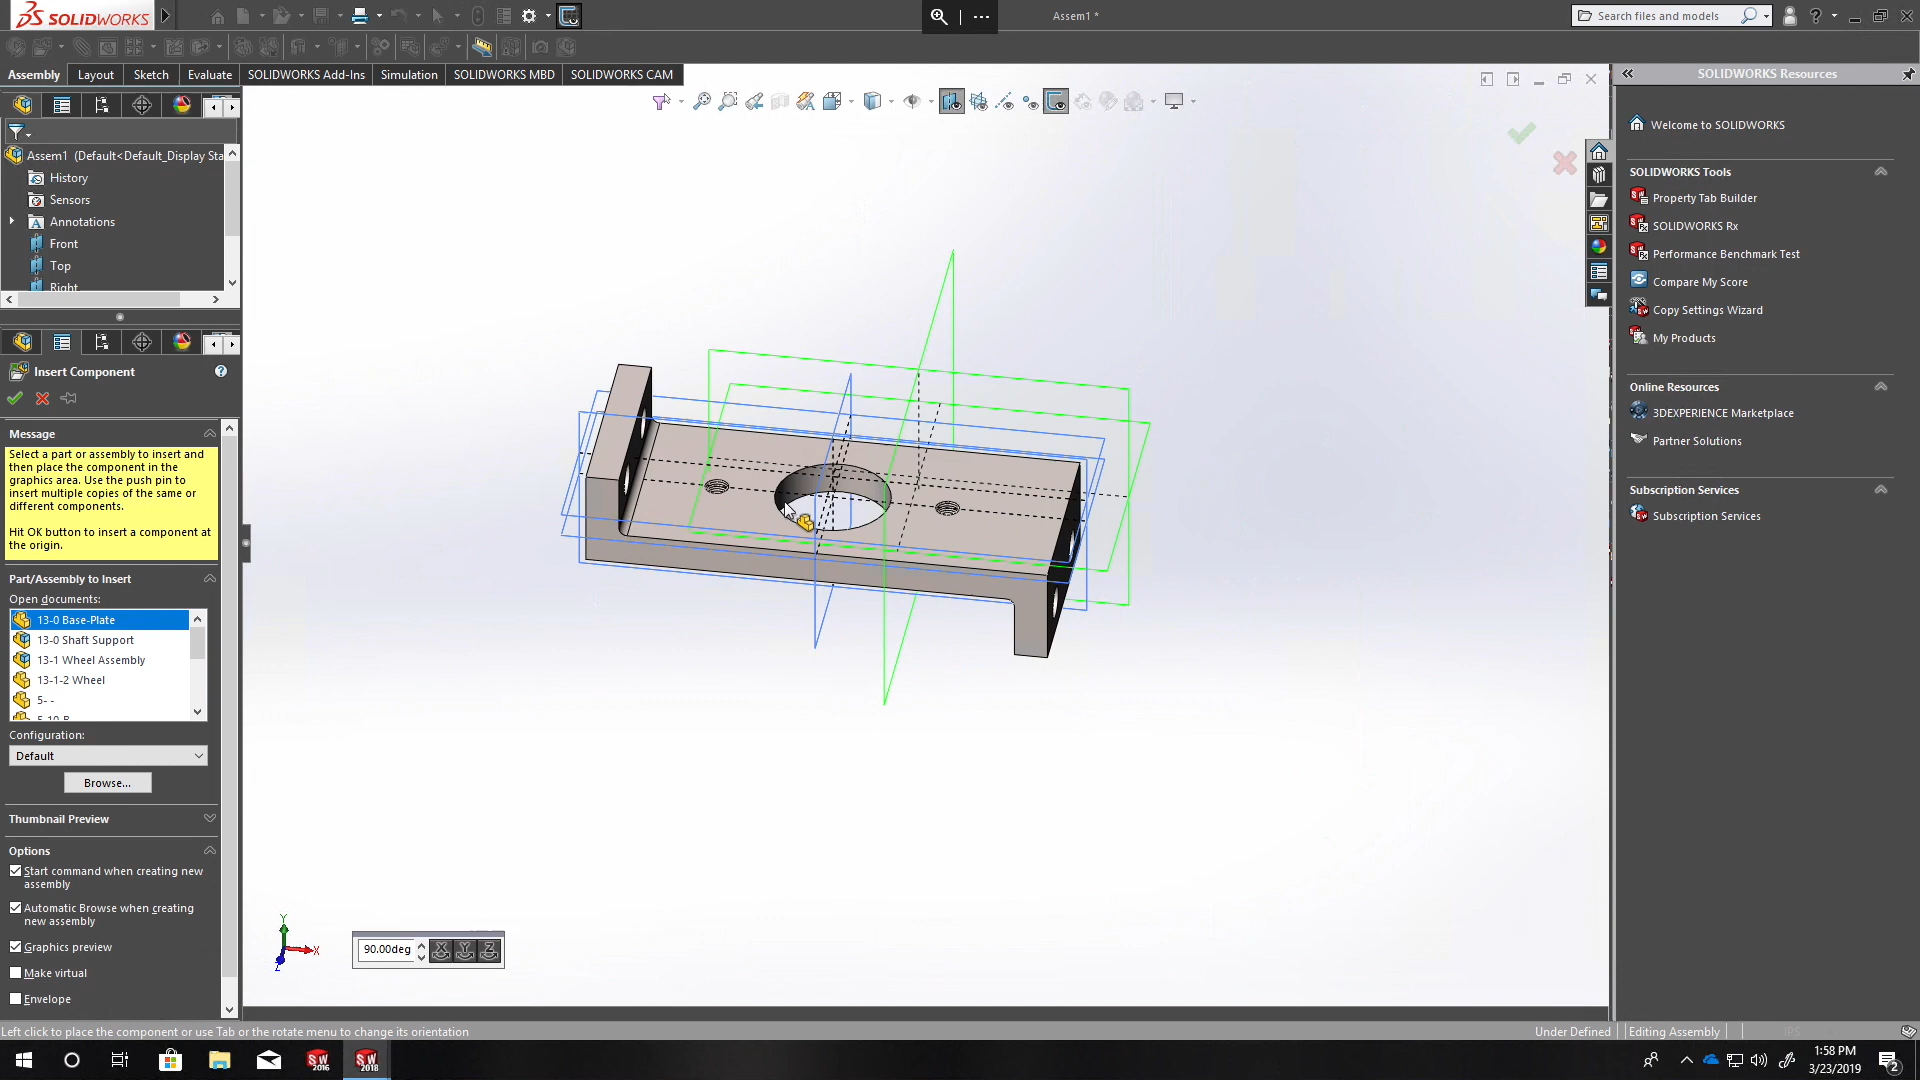 SOLIDWORKS
Assem1 *
Search files and models
Assembly
Layout
Sketch
Evaluate
SOLIDWORKS Add-Ins
Simulation
SOLIDWORKS MBD
SOLIDWORKS CAM
Assem1 (Default<Default_Display Sta
History
Sensors
Annotations
Front
Top
Right
Insert Component
Message
Select a part or assembly to insert and
then place the component in the
graphics area. Use the push pin to
insert multiple copies of the same or
different components.
Hit OK button to insert a component at
the origin.
Part/Assembly to Insert
Open documents:
13-0 Base-Plate
13-0 Shaft Support
13-1 Wheel Assembly
13-1-2 Wheel
5- -
5-10-B
Configuration:
Default
Browse...
Thumbnail Preview
Options
Start command when creating new
assembly
Automatic Browse when creating
new assembly
Graphics preview
Make virtual
Envelope
Y
X
Z
90.00deg
X
Y
Z
SOLIDWORKS Resources
Welcome to SOLIDWORKS
SOLIDWORKS Tools
Property Tab Builder
SOLIDWORKS Rx
Performance Benchmark Test
Compare My Score
Copy Settings Wizard
My Products
Online Resources
3DEXPERIENCE Marketplace
Partner Solutions
Subscription Services
Subscription Services
Left click to place the component or use Tab or the rotate menu to change its orientation
Under Defined
Editing Assembly
IPS
SW
2016
SW
2018
1:58 PM
3/23/2019
2